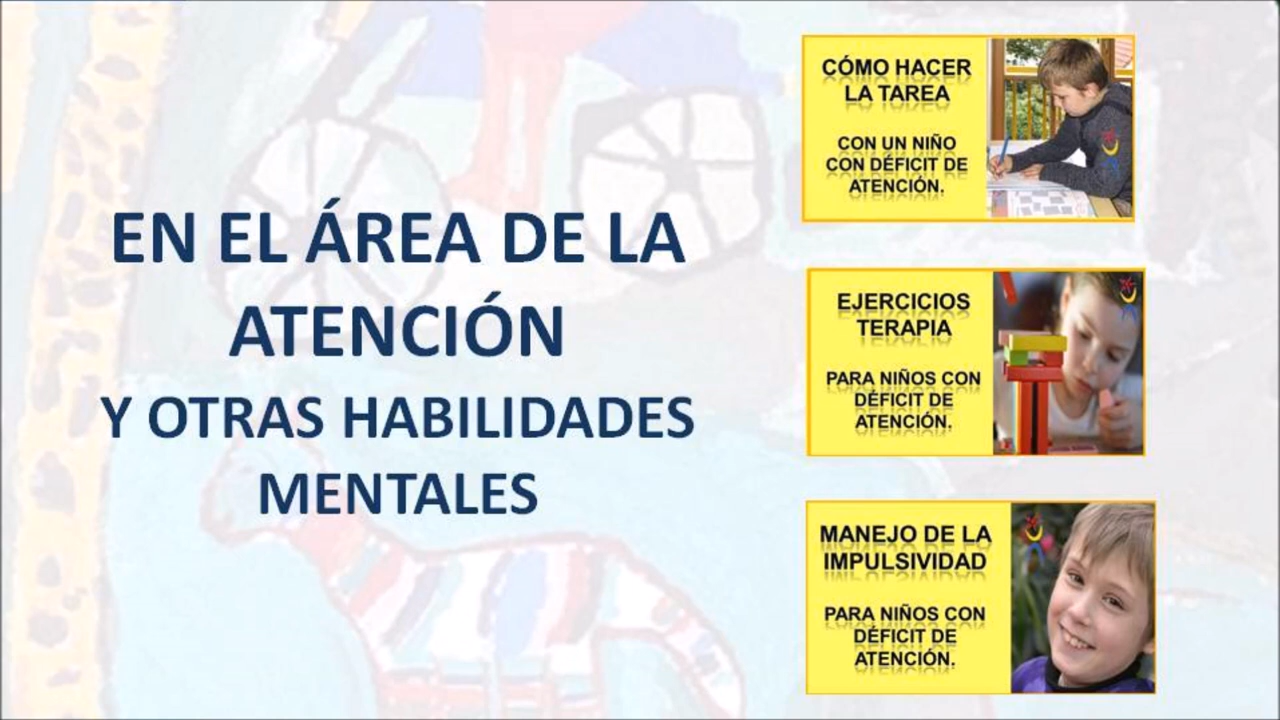 EN EL ÁREA DE LA
ATENCIÓN
Y OTRAS HABILIDADES
MENTALES
CÓMO HACER
LA TAREA
CON UN NIÑO
CON DÉFICIT DE
ATENCIÓN.
EJERCICIOS
TERAPIA
PARA NIÑOS CON
DÉFICIT DE
ATENCIÓN.
MANEJO DE LA
IMPULSIVIDAD
PARA NIÑOS CON
DÉFICIT DE
ATENCIÓN.